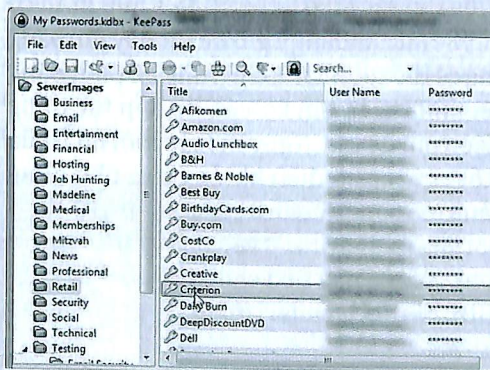 My Passwords.kdbx - KeePass
File Edit View Tools Help
Search...
SewerImages
Business
Email
Entertainment
Financial
Hosting
Job Hunting
Madeline
Medical
Memberships
Mitzvah
News
Professional
Retail
Security
Social
Technical
Testing
Email Security
Title User Name Password
Afikomen ********
Amazon.com ********
Audio Lunchbox ********
B&H ********
Barnes & Noble ********
Best Buy ********
BirthdayCards.com ********
Buy.com ********
CostCo ********
Crankplay ********
Creative ********
Criterion ********
Daily Burn ********
DeepDiscountDVD ********
Dell ********